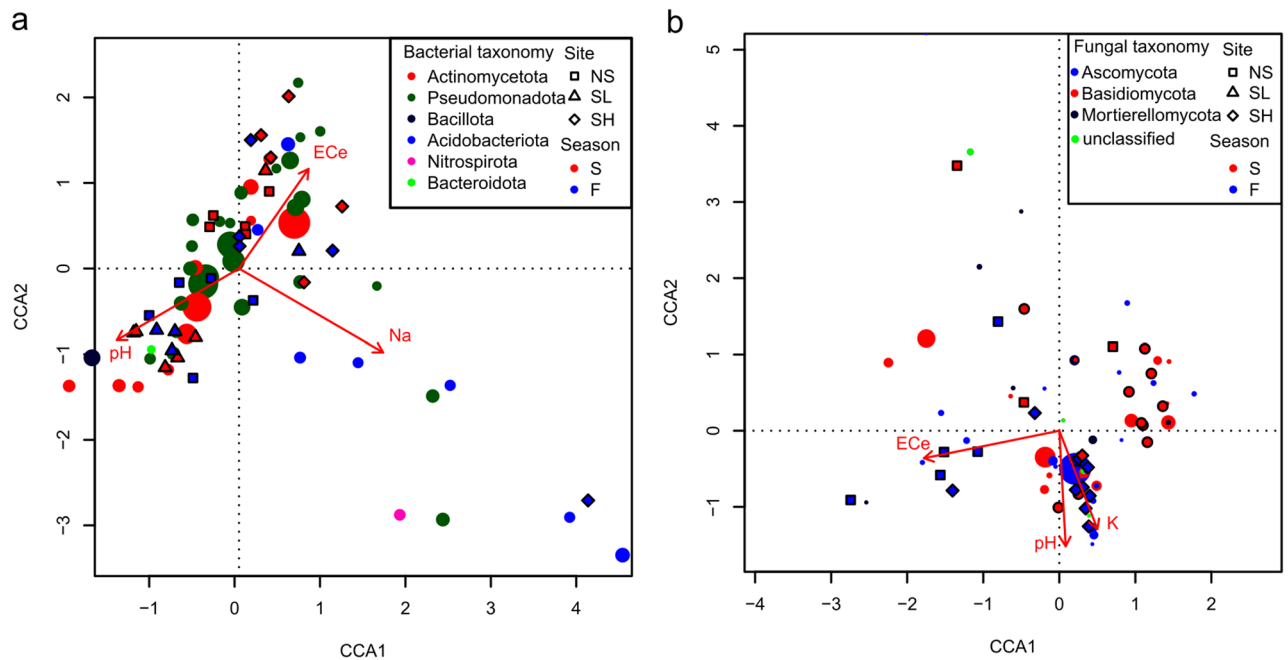 a
Bacterial taxonomy
Actinomycetota
Pseudomonadota
Bacillota
Acidobacteriota
Nitrospirota
Bacteroidota
Site
NS
SL
SH
Season
S
F
ECe
Na
pH
2
1
0
−1
−2
−3
CCA2
−1
0
1
2
3
4
CCA1
b
Fungal taxonomy
Ascomycota
Basidiomycota
Mortierellomycota
unclassified
Site
NS
SL
SH
Season
S
F
ECe
K
pH
5
4
3
2
1
0
−1
CCA2
−4
−3
−2
−1
0
1
2
CCA1